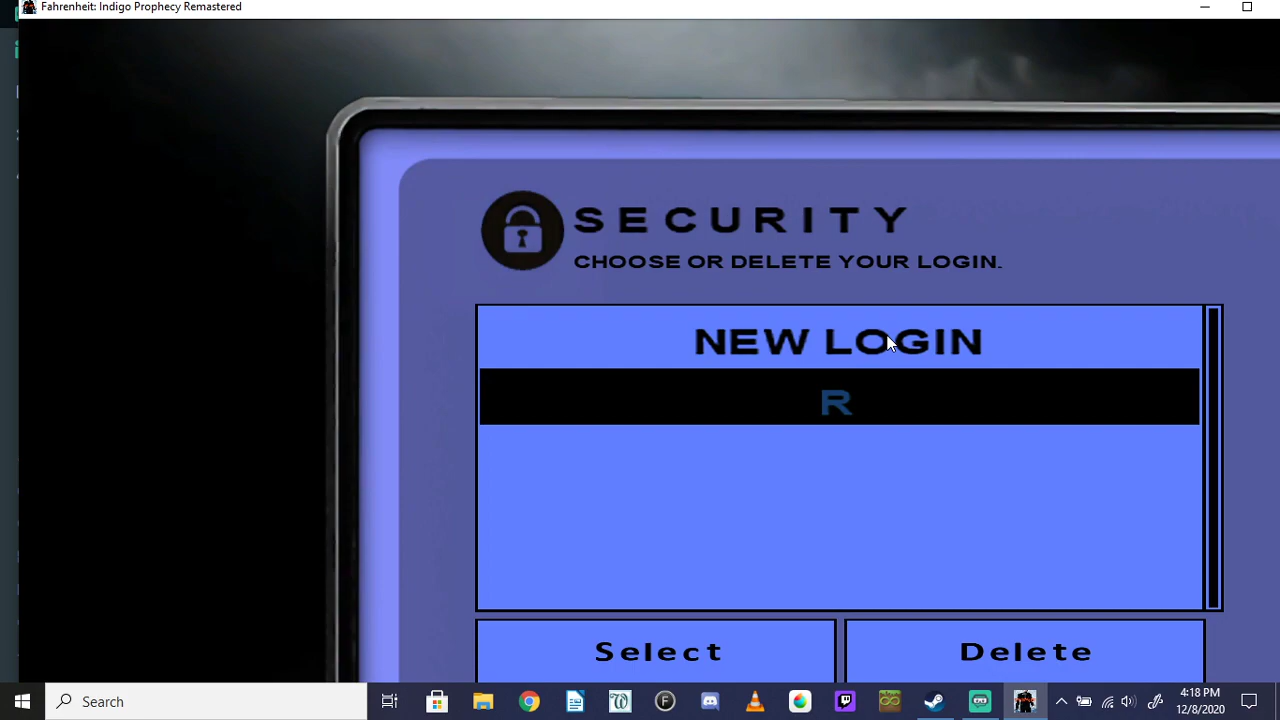 Fahrenheit: Indigo Prophecy Remastered
SECURITY
CHOOSE OR DELETE YOUR LOGIN.
NEW LOGIN
R
Select
Delete
Search
4:18 PM
12/8/2020